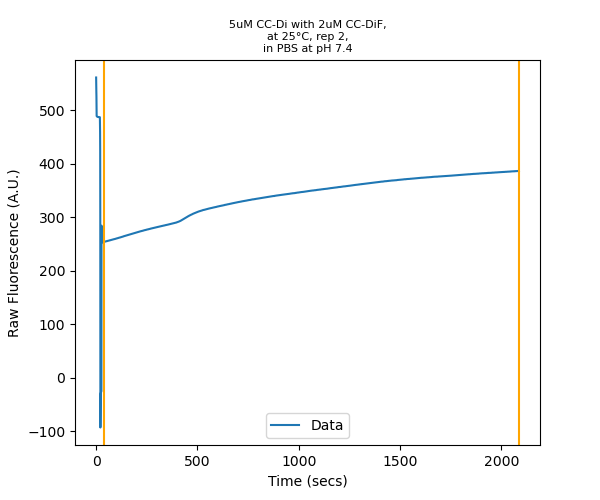 5uM CC-Di with 2uM CC-DiF,
at 25°C, rep 2,
in PBS at pH 7.4
Raw Fluorescence (A.U.)
500
400
300
200
100
0
−100
Data
0 500 1000 1500 2000
Time (secs)